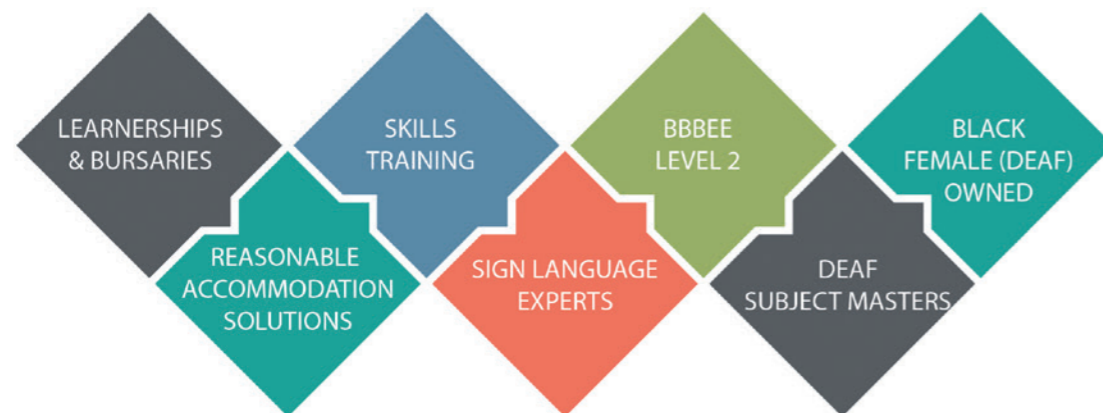 LEARNERSHIPS
& BURSARIES
REASONABLE
ACCOMMODATION
SOLUTIONS
SKILLS
TRAINING
SIGN LANGUAGE
EXPERTS
BBBEE
LEVEL 2
DEAF
SUBJECT MASTERS
BLACK
FEMALE (DEAF)
OWNED